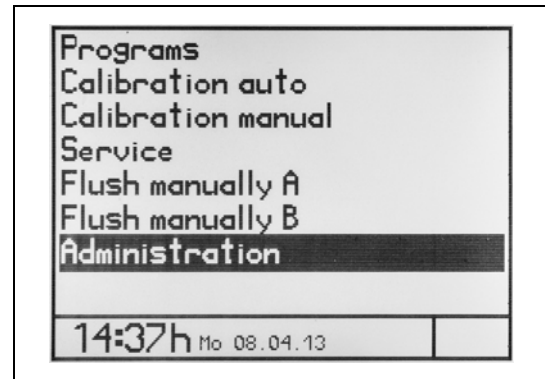 Programs
Calibration auto
Calibration manual
Service
Flush manually A
Flush manually B
Administration
14:37h Mo 08.04.13